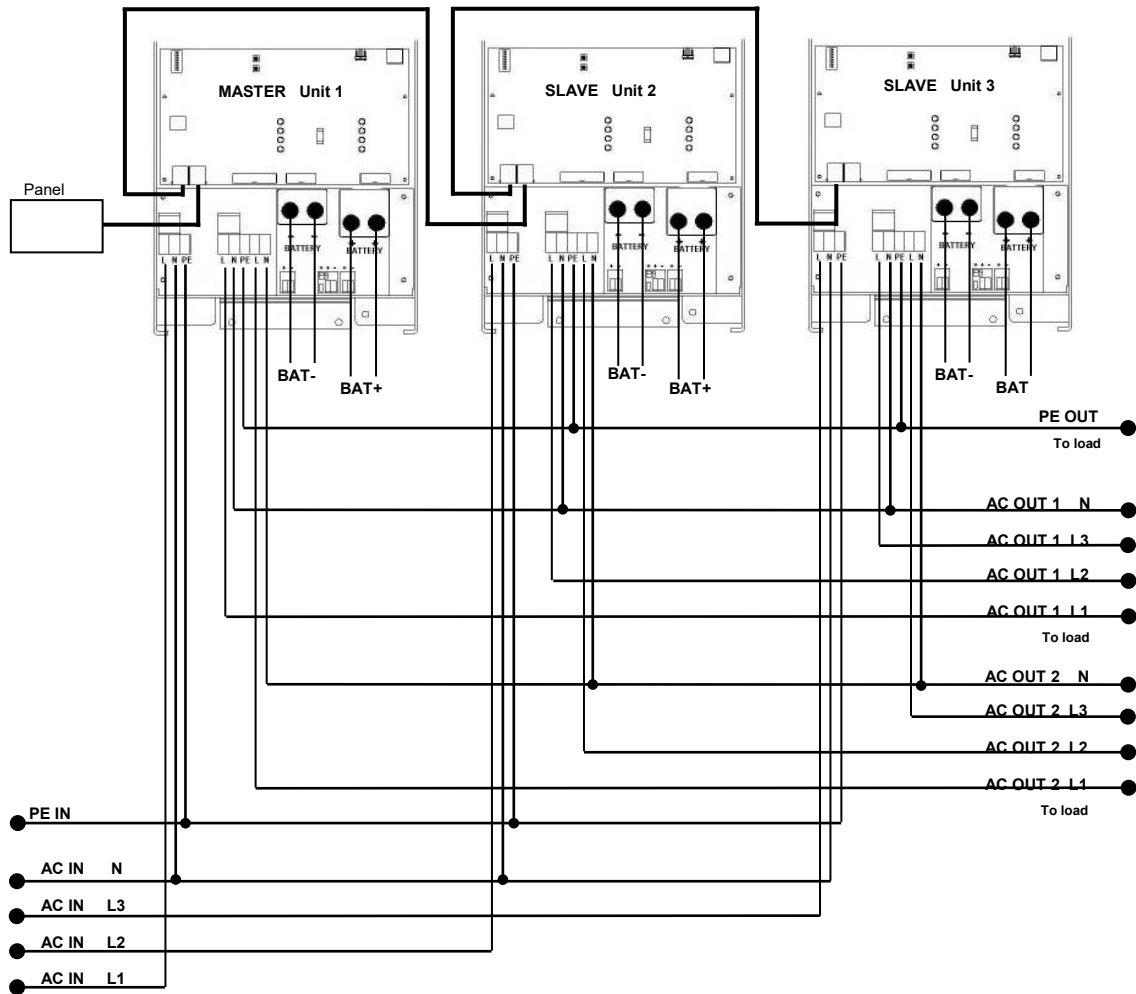 MASTER Unit 1
SLAVE Unit 2
SLAVE Unit 3
Panel
BATTERY
BATTERY
BATTERY
BATTERY
BATTERY
BATTERY
L N PE L N PE L N
L N PE L N PE L N
L N PE L N PE L N
BAT-
BAT+
BAT-
BAT+
BAT-
BAT
PE OUT
To load
AC OUT 1 N
AC OUT 1 L3
AC OUT 1 L2
AC OUT 1 L1
To load
AC OUT 2 N
AC OUT 2 L3
AC OUT 2 L2
AC OUT 2 L1
To load
PE IN
AC IN N
AC IN L3
AC IN L2
AC IN L1